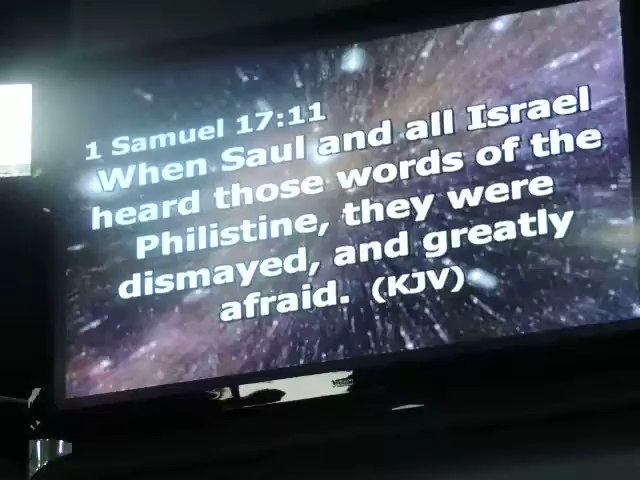 1 Samuel 17:11
When Saul and all Israel
heard those words of the
Philistine, they were
dismayed, and greatly
afraid. (KJV)